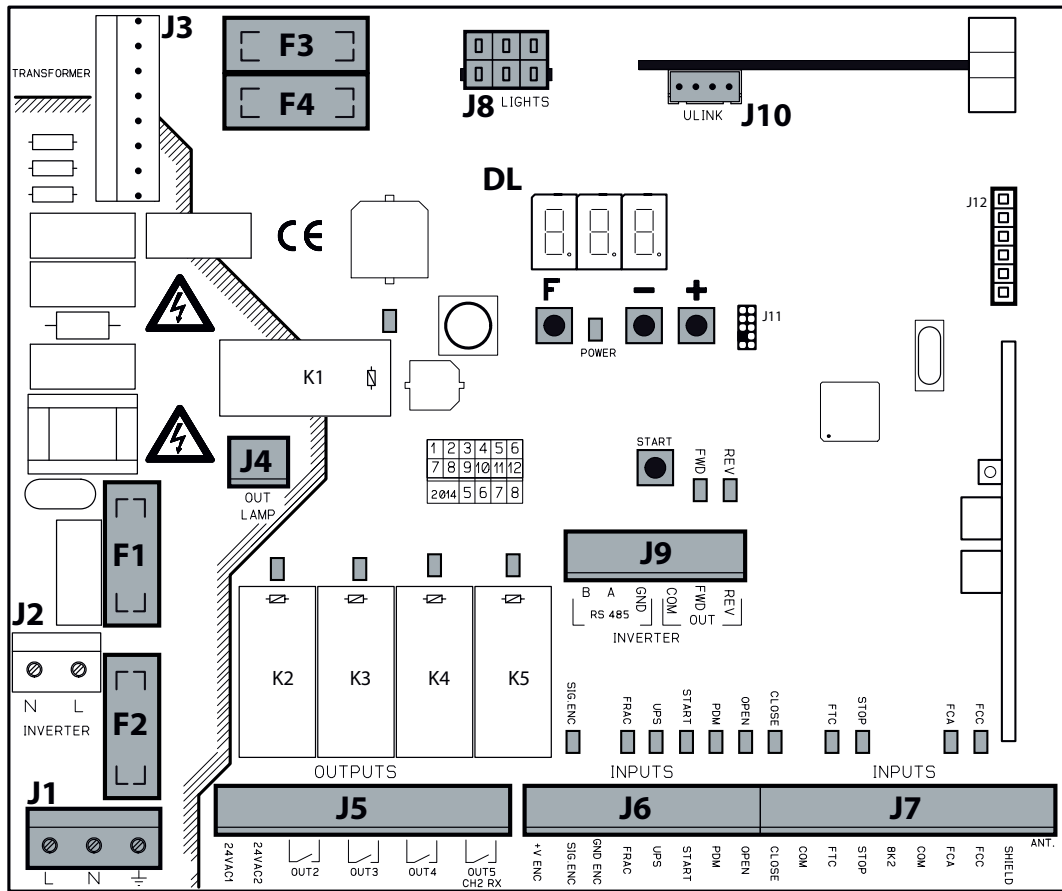 J3
F3
F4
TRANSFORMER
J8 LIGHTS
ULINK
J10
DL
8. 8. 8.
J12
CE
F
- +
POWER
J11
K1
J4
OUT
LAMP
1 2 3 4 5 6
7 8 9 10 11 12
2014 5 6 7 8
START
FWD
REV
F1
J9
B A GND COM FWD REV
RS 485 OUT
INVERTER
J2
N L
INVERTER
F2
K2 K3 K4 K5
SIG.ENC
FRAC
UPS
START
PDM
OPEN
CLOSE
FTC
STOP
FCA
FCC
OUTPUTS
INPUTS
INPUTS
J1
J5
J6
J7
L N
24VAC1
24VAC2
OUT2
OUT3
OUT4
OUT5
CH2 RX
+V ENC
SIG.ENC
GND ENC
FRAC
UPS
START
PDM
OPEN
CLOSE
COM
FTC
STOP
8K2
COM
FCA
FCC
SHIELD
ANT.